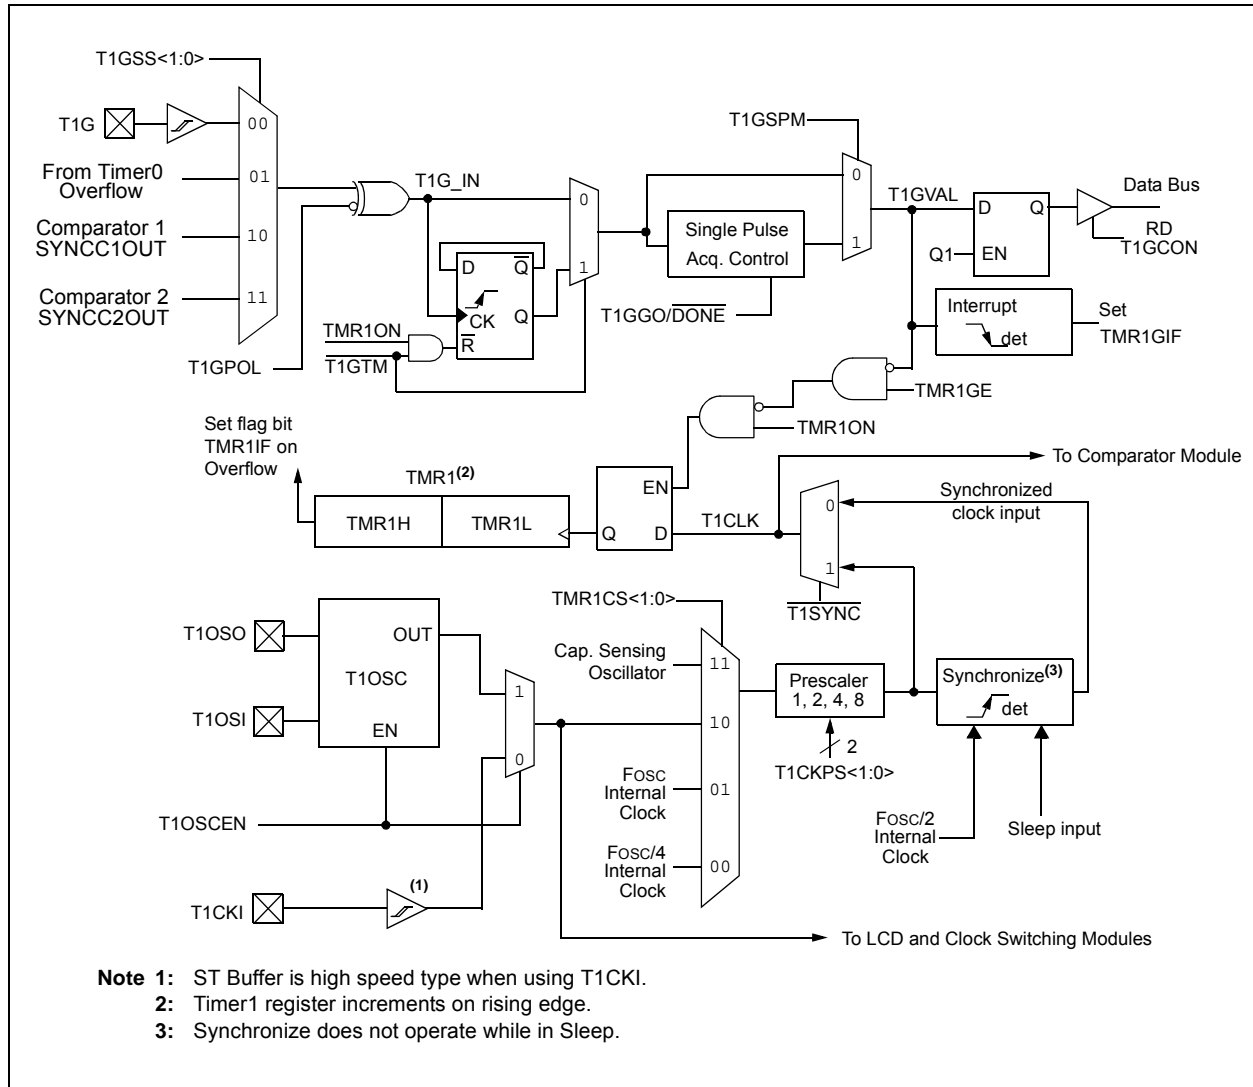 T1GSS<1:0>
T1G
00
From Timer0
Overflow
01
Comparator 1
SYNCC1OUT
10
Comparator 2
SYNCC2OUT
11
T1GPOL
T1G_IN
D
Q
CK
Q
R
TMR1ON
T1GTM
0
1
T1GSPM
Single Pulse
Acq. Control
T1GGO/DONE
0
1
T1GVAL
D
Q
Q1
EN
Data Bus
RD
T1GCON
Interrupt
det
Set
TMR1GIF
TMR1GE
TMR1ON
Set flag bit
TMR1IF on
Overflow
TMR1(2)
TMR1H
TMR1L
EN
Q
D
T1CLK
To Comparator Module
0
1
Synchronized
clock input
T1SYNC
T1OSO
T1OSI
OUT
T1OSC
EN
1
0
T1OSCEN
T1CKI
(1)
TMR1CS<1:0>
Cap. Sensing
Oscillator
11
10
FOSC
Internal
Clock
01
FOSC/4
Internal
Clock
00
Prescaler
1, 2, 4, 8
2
T1CKPS<1:0>
Synchronize(3)
det
FOSC/2
Internal
Clock
Sleep input
To LCD and Clock Switching Modules
Note 1: ST Buffer is high speed type when using T1CKI.
2: Timer1 register increments on rising edge.
3: Synchronize does not operate while in Sleep.